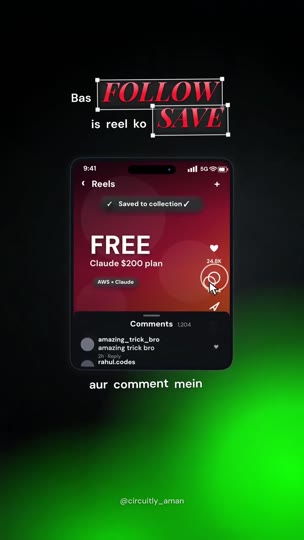 Bas FOLLOW
is reel ko SAVE
9:41 5G
Reels
✓ Saved to collection ✓
FREE
Claude $200 plan
24.8K
AWS + Claude
Comments 1,204
amazing_trick_bro
amazing trick bro
2h Reply
rahul.codes
aur comment mein
@circuitly_aman